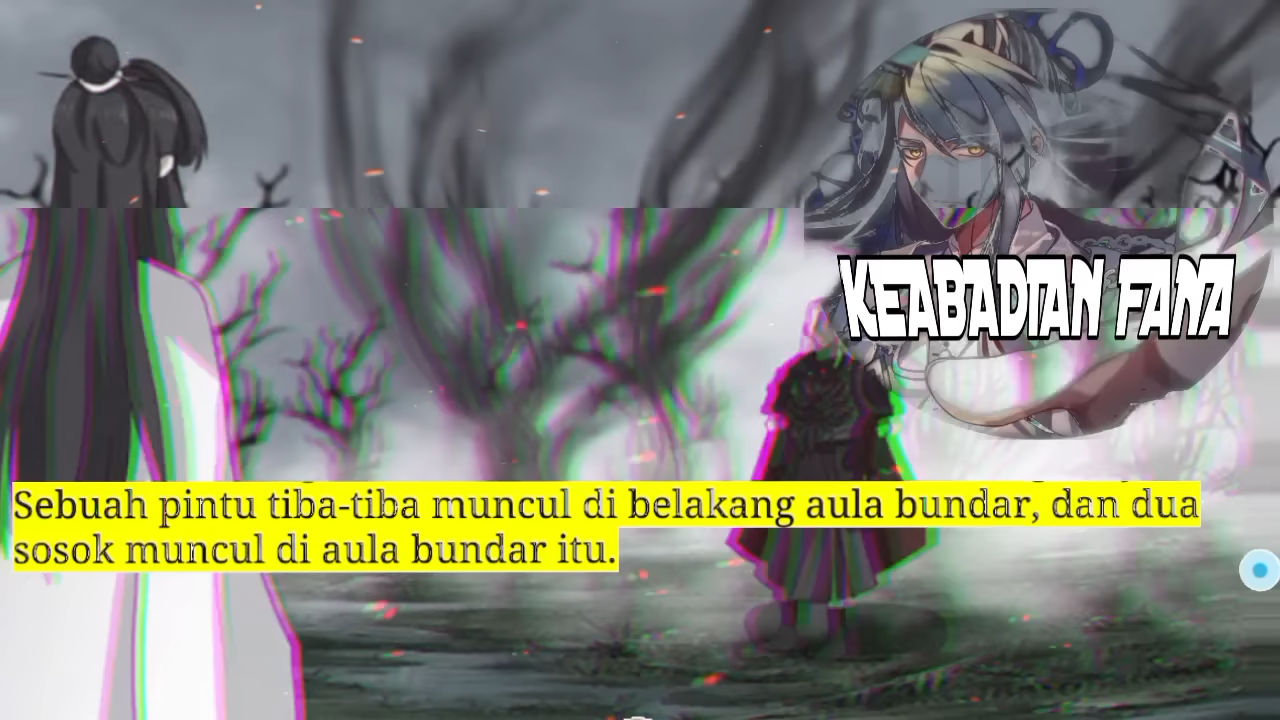 KEABADIAN FANA
Sebuah pintu tiba-tiba muncul di belakang aula bundar, dan dua
sosok muncul di aula bundar itu.